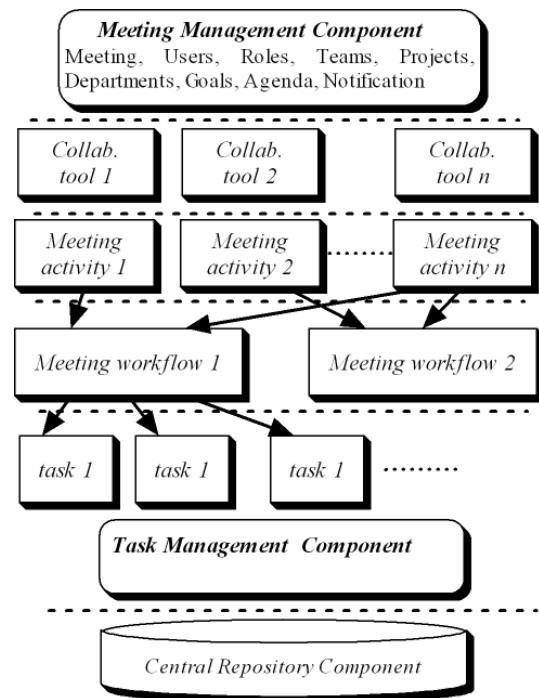 Meeting Management Component
Meeting, Users, Roles, Teams, Projects,
Departments, Goals, Agenda, Notification
Collab.
tool 1
Collab.
tool 2
Collab.
tool n
Meeting
activity 1
Meeting
activity 2
Meeting
activity n
Meeting workflow 1
Meeting workflow 2
task 1
task 1
task 1
Task Management Component
Central Repository Component